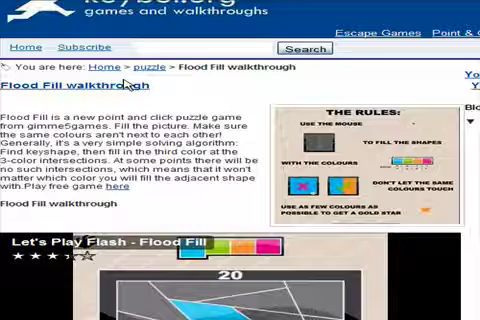 games and walkthroughs
Escape Games Point &
Home Subscribe
Search
You are here: Home > puzzle > Flood Fill walkthrough
Flood Fill walkthrough
Flood Fill is a new point and click puzzle game
from gimme5games. Fill the picture. Make sure
the same colours aren't next to each other!
Generally, it's a very simple solving algorithm:
Find keyshape, then fill in the third color at the
3-color intersections. At some points there will be
no such intersections, which means that it won't
matter which color you will fill the adjacent shape
with.Play free game here
THE RULES:
USE THE MOUSE
TO FILL THE SHAPES
WITH THE COLOURS
DON'T LET THE SAME
COLOURS TOUCH
USE AS FEW COLOURS AS
POSSIBLE TO GET A GOLD STAR
Flood Fill walkthrough
Let's Play Flash - Flood Fill
20